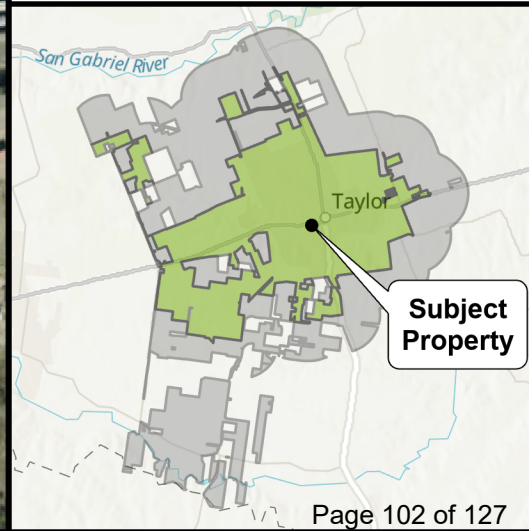 San Gabriel River
Taylor
Subject
Property
Page 102 of 127